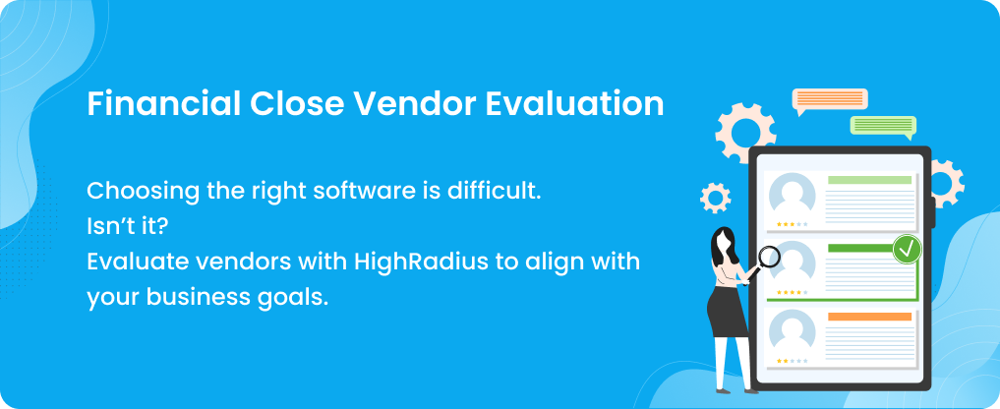 Financial Close Vendor Evaluation
Choosing the right software is difficult.
Isn’t it?
Evaluate vendors with HighRadius to align with
your business goals.